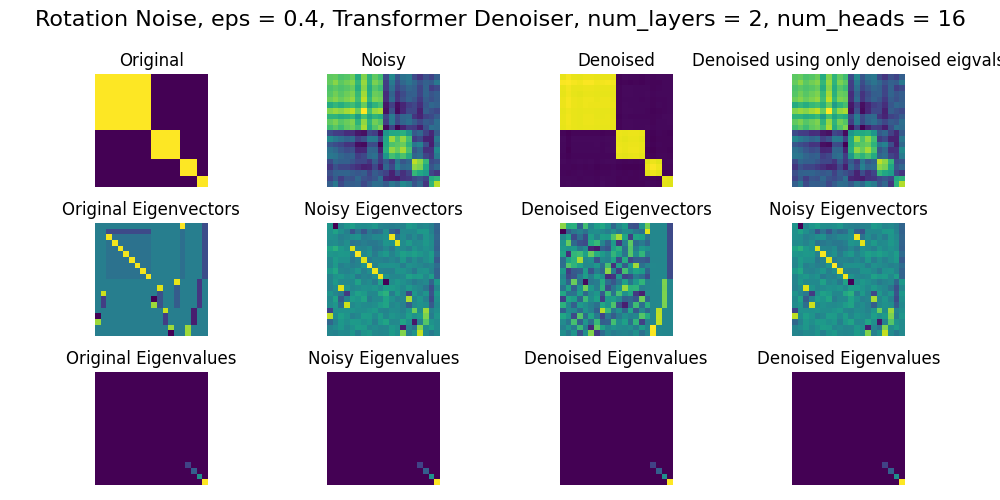 Rotation Noise, eps = 0.4, Transformer Denoiser, num_layers = 2, num_heads = 16
Original
Noisy
Denoised
Denoised using only denoised eigvals
Original Eigenvectors
Noisy Eigenvectors
Denoised Eigenvectors
Noisy Eigenvectors
Original Eigenvalues
Noisy Eigenvalues
Denoised Eigenvalues
Denoised Eigenvalues